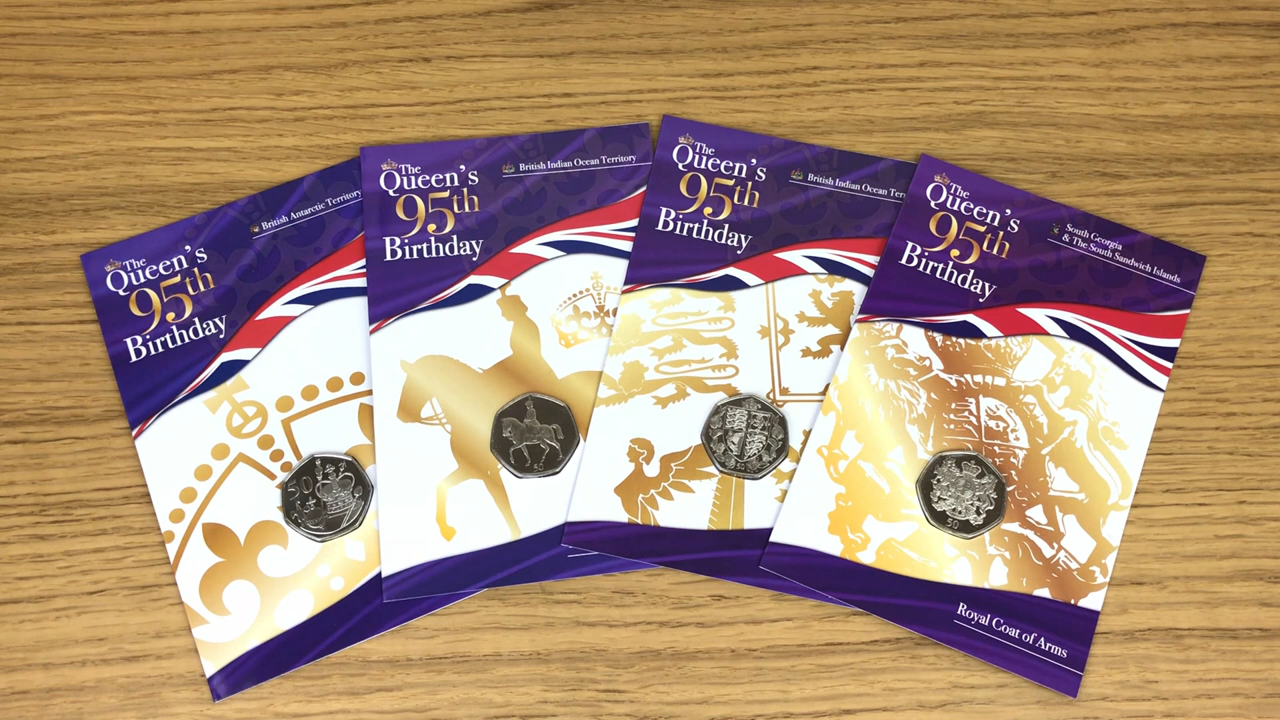 The
Queen's
95th
Birthday
British Antarctic Territory
50
The
Queen's
95th
Birthday
British Indian Ocean Territory
50
The
Queen's
95th
Birthday
British Indian Ocean
50
The
Queen's
95th
Birthday
South Georgia
& The South Sandwich Islands
50
Royal Coat of Arms